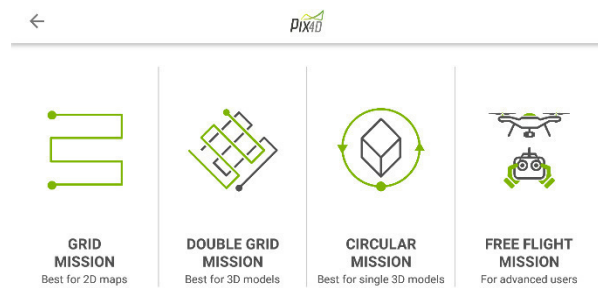 PIX4D
GRID
MISSION
Best for 2D maps
DOUBLE GRID
MISSION
Best for 3D models
CIRCULAR
MISSION
Best for single 3D models
FREE FLIGHT
MISSION
For advanced users